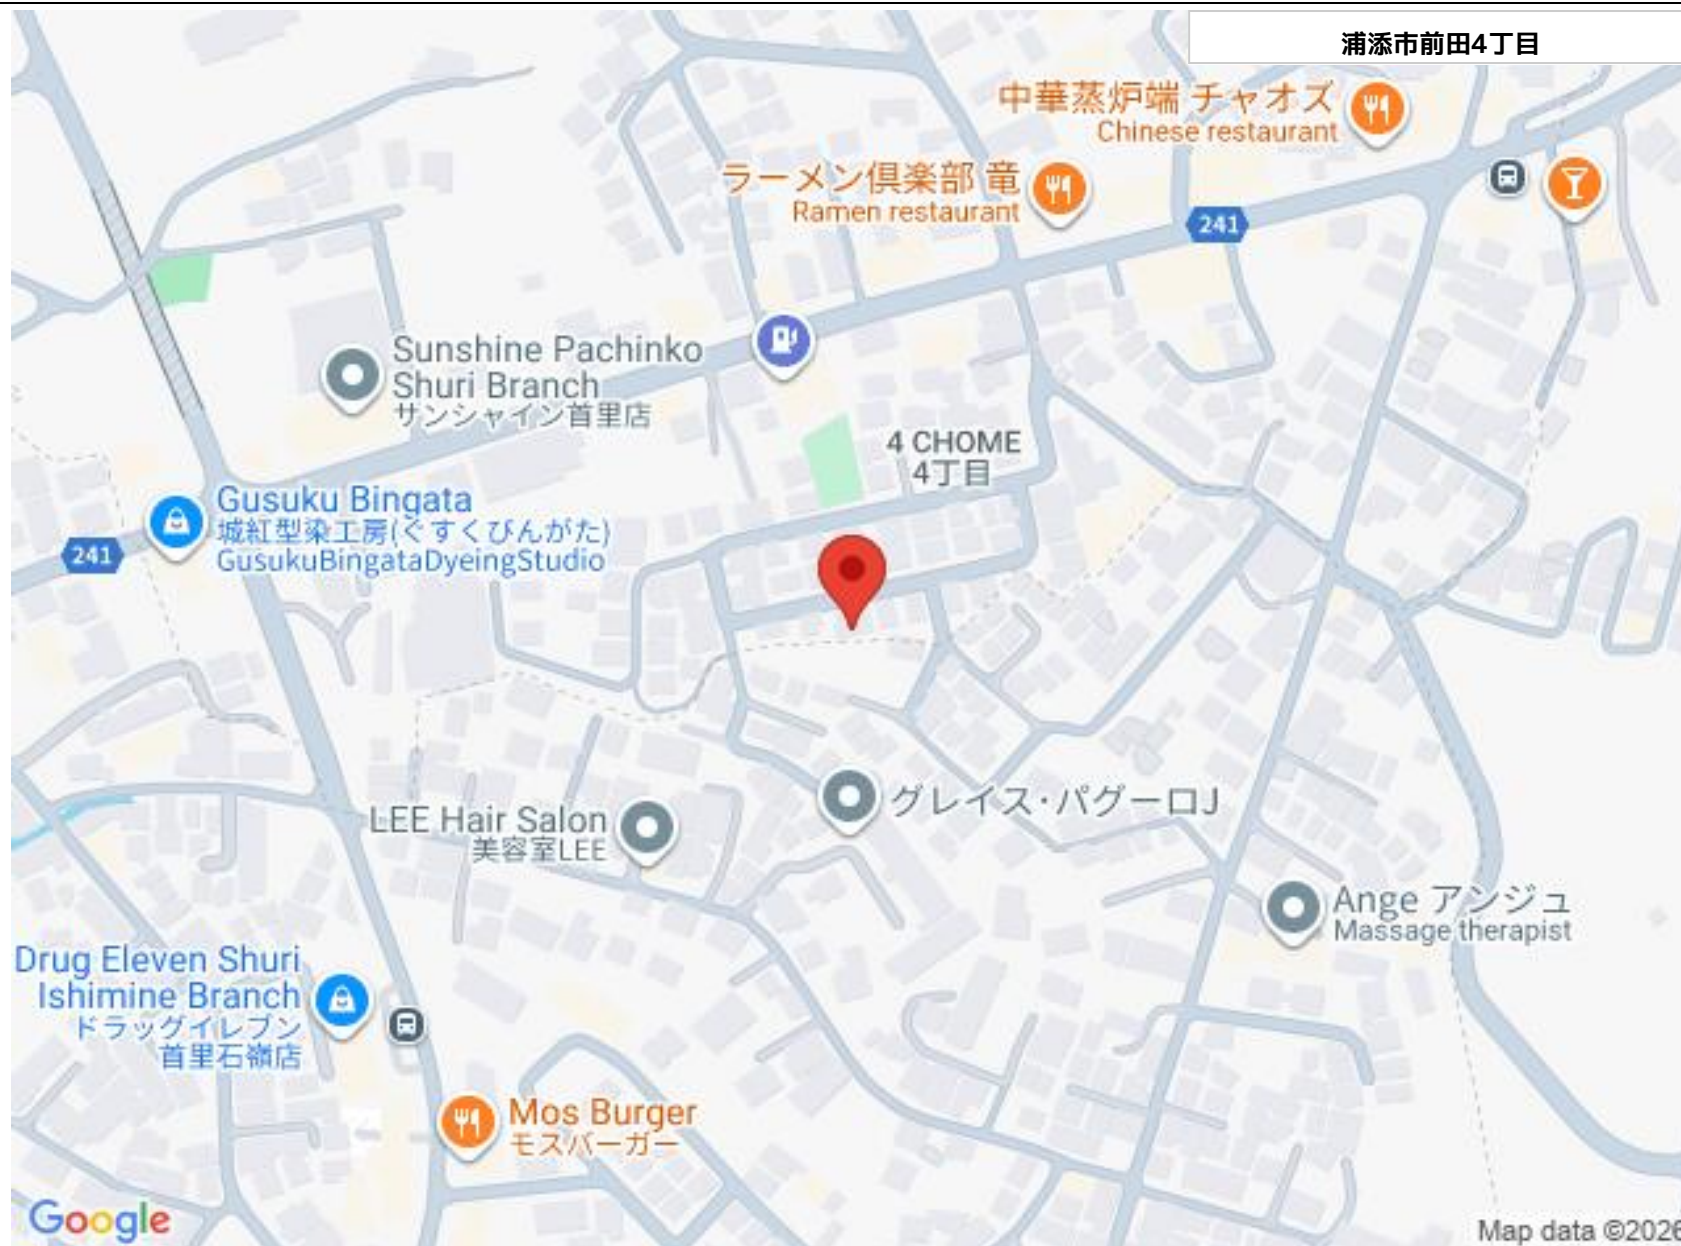 浦添市前田4丁目
中華蒸炉端 チャオズ
Chinese restaurant
ラーメン倶楽部 竜
Ramen restaurant
241
Sunshine Pachinko
Shuri Branch
サンシャイン首里店
4 CHOME
4丁目
Gusuku Bingata
城紅型染工房(ぐすくびんがた)
GusukuBingataDyeingStudio
241
グレイス・パグーロJ
LEE Hair Salon
美容室LEE
Ange アンジュ
Massage therapist
Drug Eleven Shuri
Ishimine Branch
ドラッグイレブン
首里石嶺店
Mos Burger
モスバーガー
Google
Map data ©2026